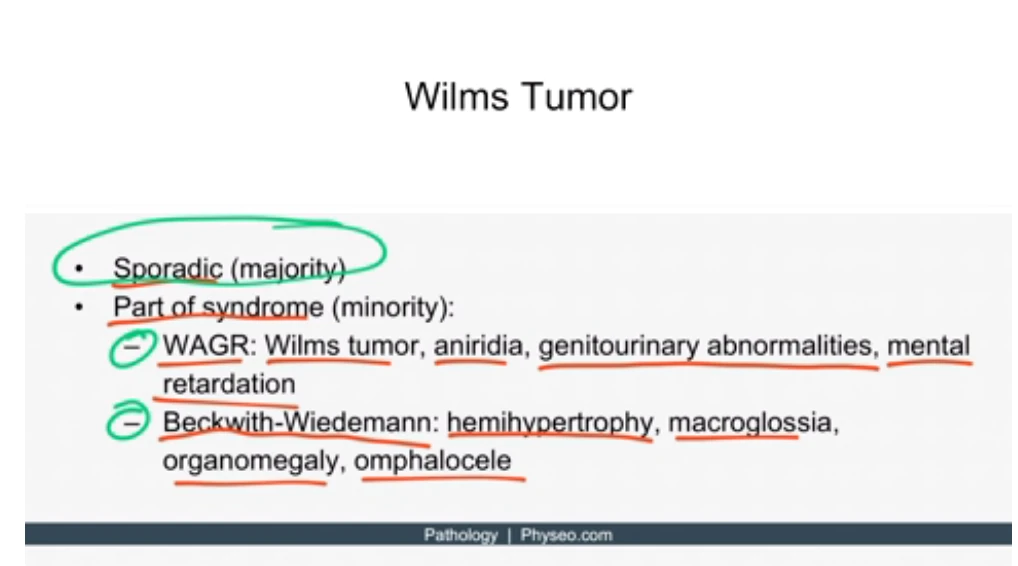 Wilms Tumor
• Sporadic (majority)
• Part of syndrome (minority):
– WAGR: Wilms tumor, aniridia, genitourinary abnormalities, mental
retardation
– Beckwith-Wiedemann: hemihypertrophy, macroglossia,
organomegaly, omphalocele
Pathology | Physeo.com